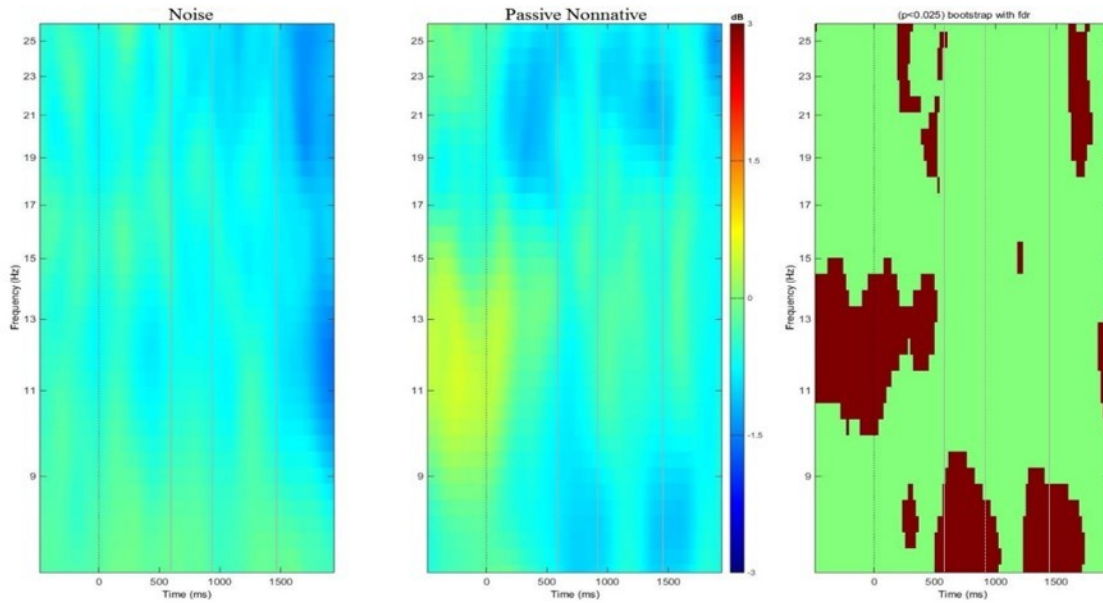 Noise
25
23
21
19
17
15
13
11
9
Frequency (Hz)
0 500 1000 1500
Time (ms)
Passive Nonnative
25
23
21
19
17
15
13
11
9
0 500 1000 1500
Time (ms)
dB
3
1.5
0
-1.5
-3
(p<0.025) bootstrap with fdr
25
23
21
19
17
15
13
11
9
Frequency (Hz)
0 500 1000 1500
Time (ms)